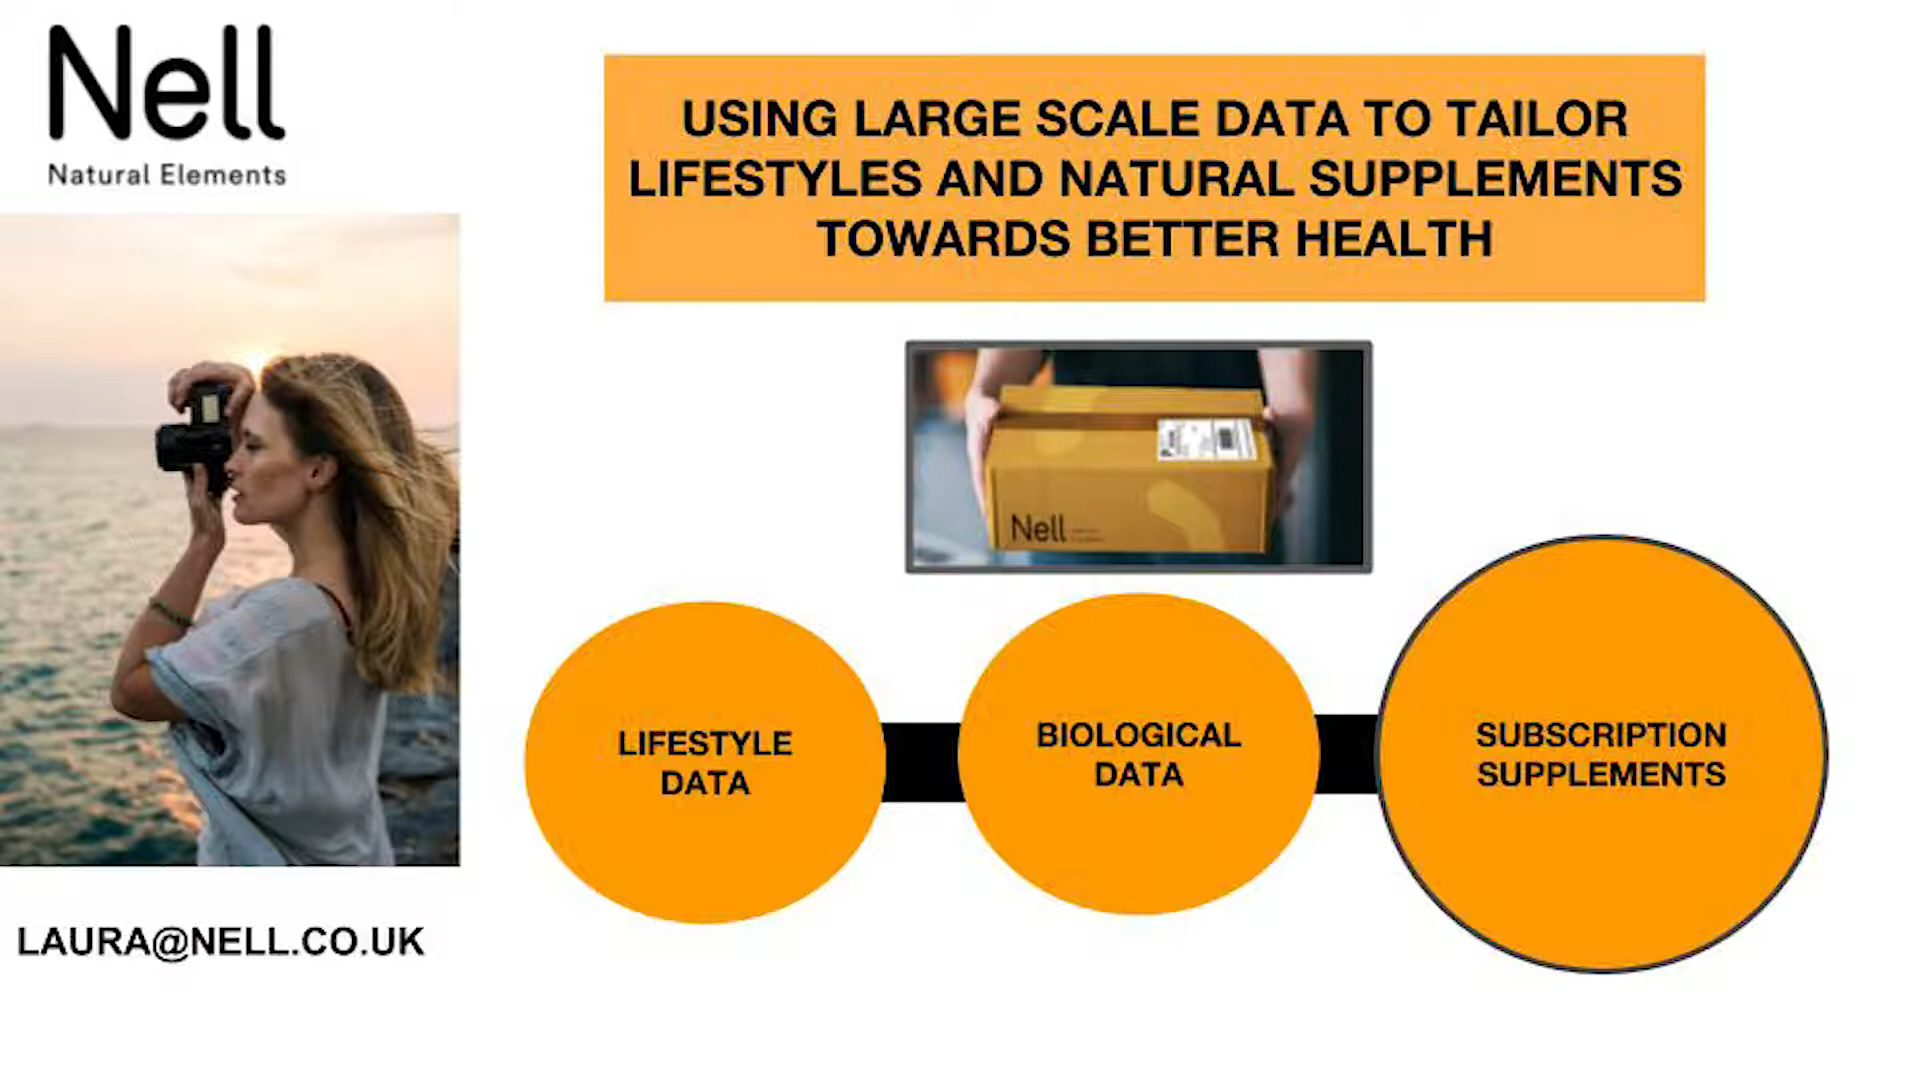 Nell
Natural Elements
USING LARGE SCALE DATA TO TAILOR
LIFESTYLES AND NATURAL SUPPLEMENTS
TOWARDS BETTER HEALTH
Nell
LIFESTYLE
DATA
BIOLOGICAL
DATA
SUBSCRIPTION
SUPPLEMENTS
LAURA@NELL.CO.UK